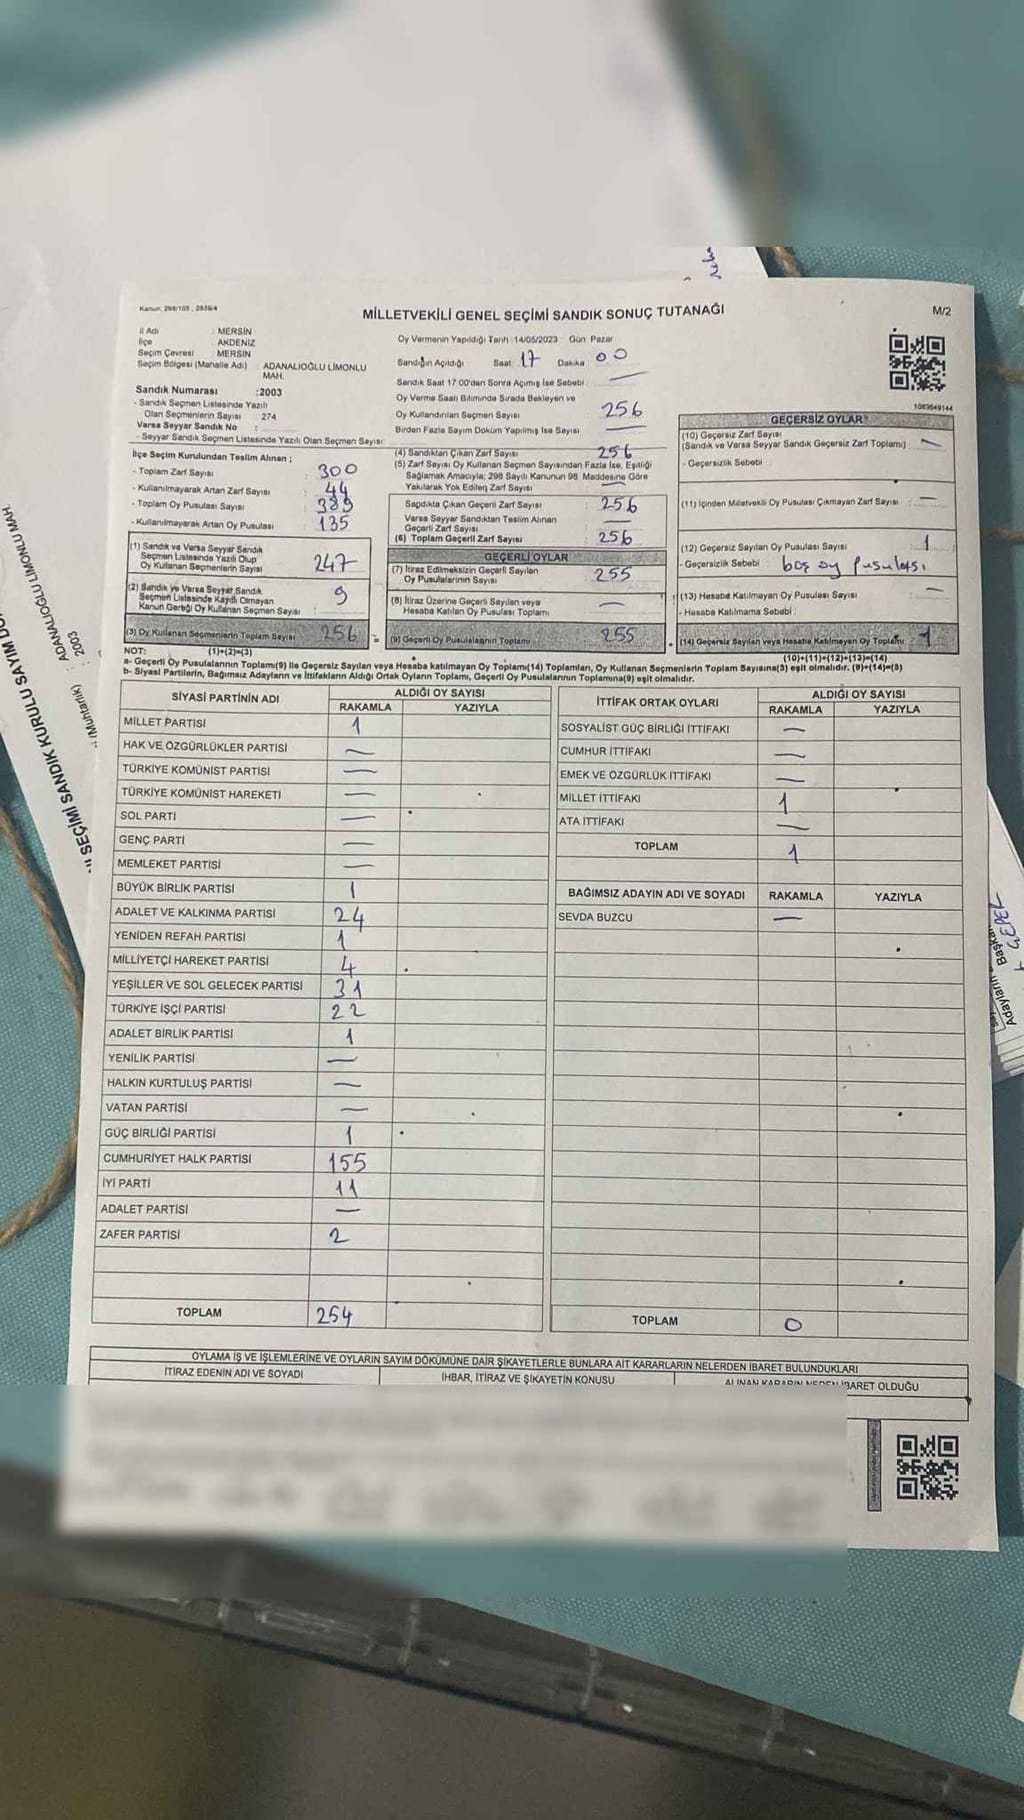 Kanun: 298/105 , 2839/4
MİLLETVEKİLİ GENEL SEÇİMİ SANDIK SONUÇ TUTANAĞI
M/2
İl Adı : MERSİN
İlçe : AKDENİZ
Seçim Çevresi : MERSİN
Seçim Bölgesi (Mahalle Adı) : ADANALIOĞLU LİMONLU MAH.
Sandık Numarası :2003
- Sandık Seçmen Listesinde Yazılı
Olan Seçmenlerin Sayısı : 274
Varsa Seyyar Sandık No :
- Seyyar Sandık Seçmen Listesinde Yazılı Olan Seçmen Sayısı:
Oy Vermenin Yapıldığı Tarih :14/05/2023 Gün Pazar
Sandığın Açıldığı Saat: 17 Dakika 00
Sandık Saat 17.00'den Sonra Açılmış İse Sebebi : —
Oy Verme Saati Bitiminde Sırada Bekleyen ve
Oy Kullandırılan Seçmen Sayısı 256
Birden Fazla Sayım Döküm Yapılmış İse Sayısı —
1083649144
İlçe Seçim Kurulundan Teslim Alınan ;
- Toplam Zarf Sayısı : 300
- Kullanılmayarak Artan Zarf Sayısı : 44
- Toplam Oy Pusulası Sayısı : 389
- Kullanılmayarak Artan Oy Pusulası : 135
(4) Sandıktan Çıkan Zarf Sayısı 256
(5) Zarf Sayısı Oy Kullanan Seçmen Sayısından Fazla İse, Eşitliği
Sağlamak Amacıyla; 298 Sayılı Kanunun 98. Maddesine Göre
Yakılarak Yok Edilen Zarf Sayısı —
Sandıkta Çıkan Geçerli Zarf Sayısı 256
Varsa Seyyar Sandıktan Teslim Alınan
Geçerli Zarf Sayısı —
(6) Toplam Geçerli Zarf Sayısı 256
GEÇERSİZ OYLAR
(10) Geçersiz Zarf Sayısı
(Sandık ve Varsa Seyyar Sandık Geçersiz Zarf Toplamı) —
- Geçersizlik Sebebi :
(11) İçinden Milletvekili Oy Pusulası Çıkmayan Zarf Sayısı —
(12) Geçersiz Sayılan Oy Pusulası Sayısı 1
- Geçersizlik Sebebi : boş oy pusulası
(13) Hesaba Katılmayan Oy Pusulası Sayısı —
- Hesaba Katılmama Sebebi :
(14) Geçersiz Sayılan veya Hesaba Katılmayan Oy Toplamı 1
(10)+(11)+(12)+(13)=(14)
(1) Sandık ve Varsa Seyyar Sandık
Seçmen Listesinde Yazılı Olup
Oy Kullanan Seçmenlerin Sayısı 247
(2) Sandık ve Varsa Seyyar Sandık
Seçmen Listesinde Kayıtlı Olmayan
Kanun Gereği Oy Kullanan Seçmen Sayısı 9
(3) Oy Kullanan Seçmenlerin Toplam Sayısı 256
GEÇERLİ OYLAR
(7) İtiraz Edilmeksizin Geçerli Sayılan
Oy Pusulalarının Sayısı 255
(8) İtiraz Üzerine Geçerli Sayılan veya
Hesaba Katılan Oy Pusulası Toplamı —
= (9) Geçerli Oy Pusulalarının Toplamı 255 +
NOT: (1)+(2)=(3)
a- Geçerli Oy Pusulalarının Toplamı(9) ile Geçersiz Sayılan veya Hesaba katılmayan Oy Toplamı(14) Toplamları, Oy Kullanan Seçmenlerin Toplam Sayısına(3) eşit olmalıdır. (9)+(14)=(3)
b- Siyasi Partilerin, Bağımsız Adayların ve İttifakların Aldığı Oy Sayıları Toplamı, Geçerli Oy Pusulalarının Toplamına(9) eşit olmalıdır.
SİYASİ PARTİNİN ADI ALDIĞI OY SAYISI
RAKAMLA YAZIYLA
MİLLET PARTİSİ 1
HAK VE ÖZGÜRLÜKLER PARTİSİ —
TÜRKİYE KOMÜNİST PARTİSİ —
TÜRKİYE KOMÜNİST HAREKETİ —
SOL PARTİ —
GENÇ PARTİ —
MEMLEKET PARTİSİ —
BÜYÜK BİRLİK PARTİSİ 1
ADALET VE KALKINMA PARTİSİ 24
YENİDEN REFAH PARTİSİ 1
MİLLİYETÇİ HAREKET PARTİSİ 4
YEŞİLLER VE SOL GELECEK PARTİSİ 31
TÜRKİYE İŞÇİ PARTİSİ 22
ADALET BİRLİK PARTİSİ 1
YENİLİK PARTİSİ —
HALKIN KURTULUŞ PARTİSİ —
VATAN PARTİSİ —
GÜÇ BİRLİĞİ PARTİSİ 1
CUMHURİYET HALK PARTİSİ 155
İYİ PARTİ 11
ADALET PARTİSİ —
ZAFER PARTİSİ 2
TOPLAM 254
İTTİFAK ORTAK OYLARI ALDIĞI OY SAYISI
RAKAMLA YAZIYLA
SOSYALİST GÜÇ BİRLİĞİ İTTİFAKI —
CUMHUR İTTİFAKI —
EMEK VE ÖZGÜRLÜK İTTİFAKI —
MİLLET İTTİFAKI 1
ATA İTTİFAKI —
TOPLAM 1
BAĞIMSIZ ADAYIN ADI VE SOYADI RAKAMLA YAZIYLA
SEVDA BUZCU —
TOPLAM 0
OYLAMA İŞ VE İŞLEMLERİNE VE OYLARIN SAYIM DÖKÜMÜNE DAİR ŞİKAYETLERLE BUNLARA AİT KARARLARIN NELERDEN İBARET BULUNDUKLARI
İTİRAZ EDENİN ADI VE SOYADI İHBAR, İTİRAZ VE ŞİKAYETİN KONUSU ALINAN KARARIN NEDEN İBARET OLDUĞU
SEÇİMİ SANDIK KURULU SAYIM
(Muhtarlık)
: ADANALIOĞLU LİMONLU MAH.
: 2003
ADANALIOĞLU LİMONLU MAH.
Adayların
Başkan